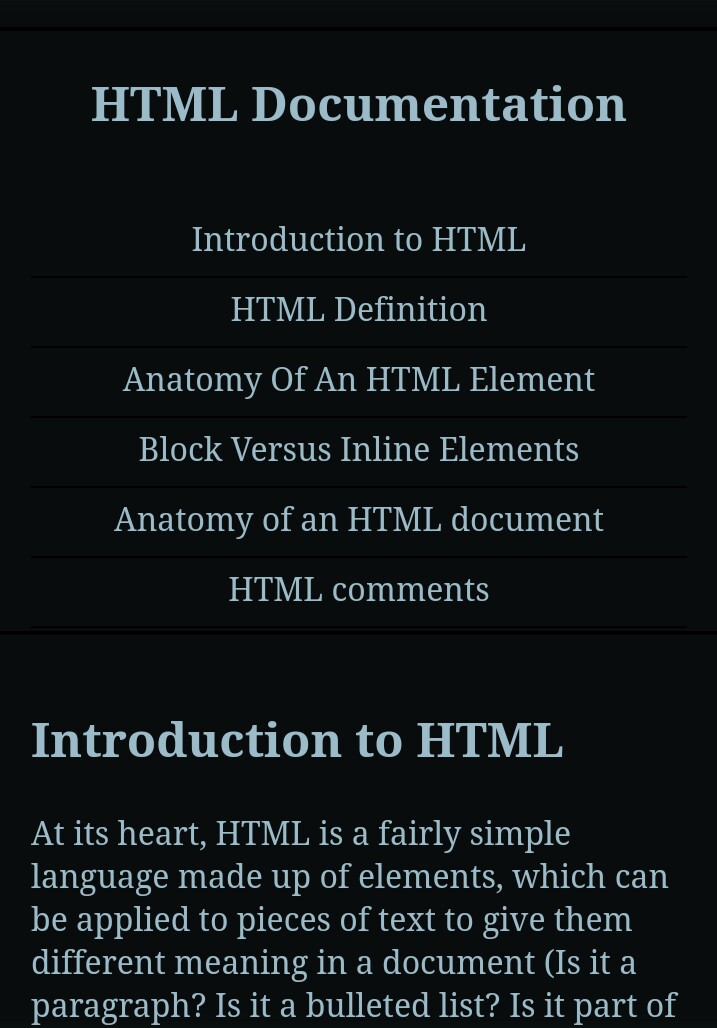 HTML Documentation
Introduction to HTML
HTML Definition
Anatomy Of An HTML Element
Block Versus Inline Elements
Anatomy of an HTML document
HTML comments
Introduction to HTML
At its heart, HTML is a fairly simple
language made up of elements, which can
be applied to pieces of text to give them
different meaning in a document (Is it a
paragraph? Is it a bulleted list? Is it part of